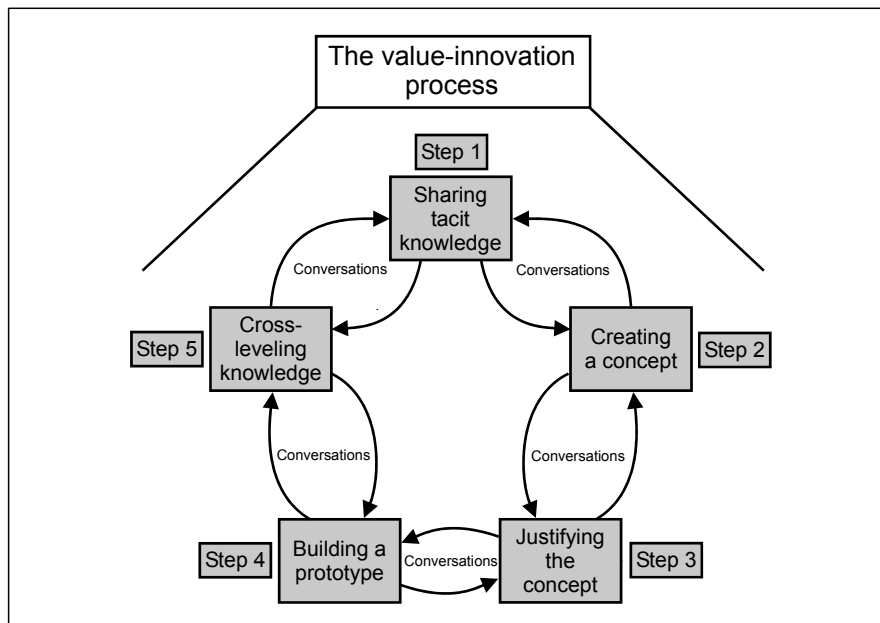 The value-innovation
process
Step 1
Sharing
tacit
knowledge
Conversations
Conversations
Step 5
Cross-
leveling
knowledge
Creating
a concept
Step 2
Conversations
Conversations
Step 4
Building a
prototype
Conversations
Justifying
the
concept
Step 3